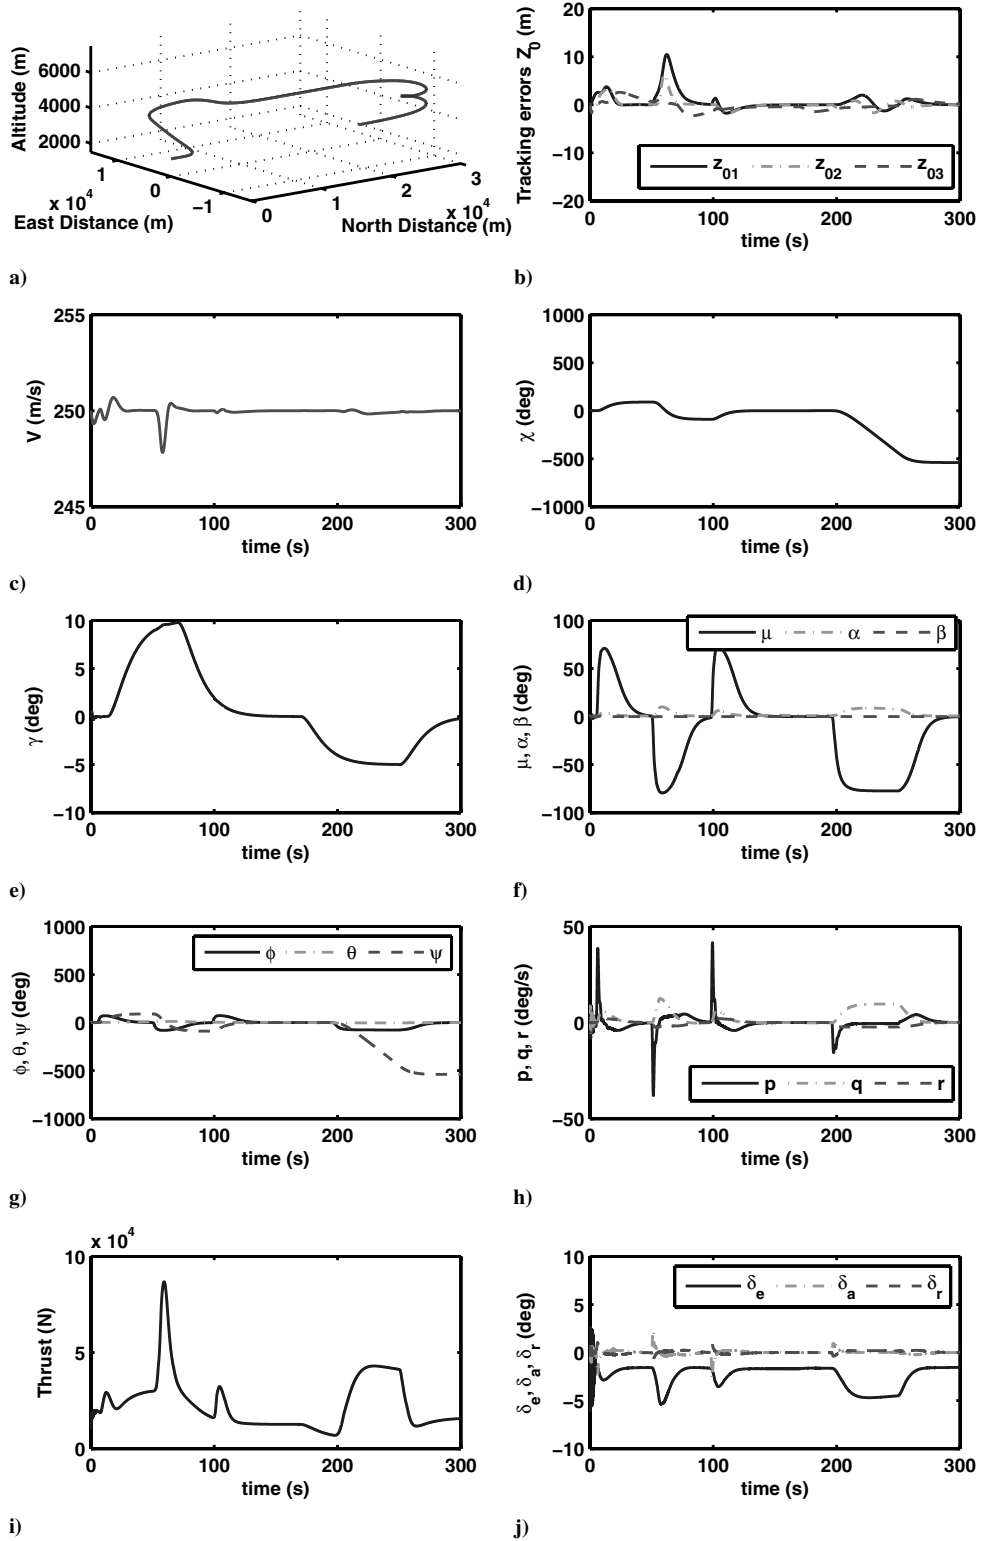 Altitude (m)
6000
4000
2000
1
0
−1
x 10^4
East Distance (m)
0
1
2
3
x 10^4
North Distance (m)
a)
Tracking errors Z_0 (m)
20
10
0
−10
−20
z_01 z_02 z_03
0 100 200 300
time (s)
b)
V (m/s)
255
250
245
0 100 200 300
time (s)
c)
χ (deg)
1000
500
0
−500
−1000
0 100 200 300
time (s)
d)
γ (deg)
10
5
0
−5
−10
0 100 200 300
time (s)
e)
μ, α, β (deg)
100
50
0
−50
−100
μ α β
0 100 200 300
time (s)
f)
ϕ, θ, ψ (deg)
1000
500
0
−500
−1000
ϕ θ ψ
0 100 200 300
time (s)
g)
p, q, r (deg/s)
50
0
−50
p q r
0 100 200 300
time (s)
h)
x 10^4
Thrust (N)
10
5
0
0 100 200 300
time (s)
i)
δ_e, δ_a, δ_r (deg)
10
5
0
−5
−10
δ_e δ_a δ_r
0 100 200 300
time (s)
j)